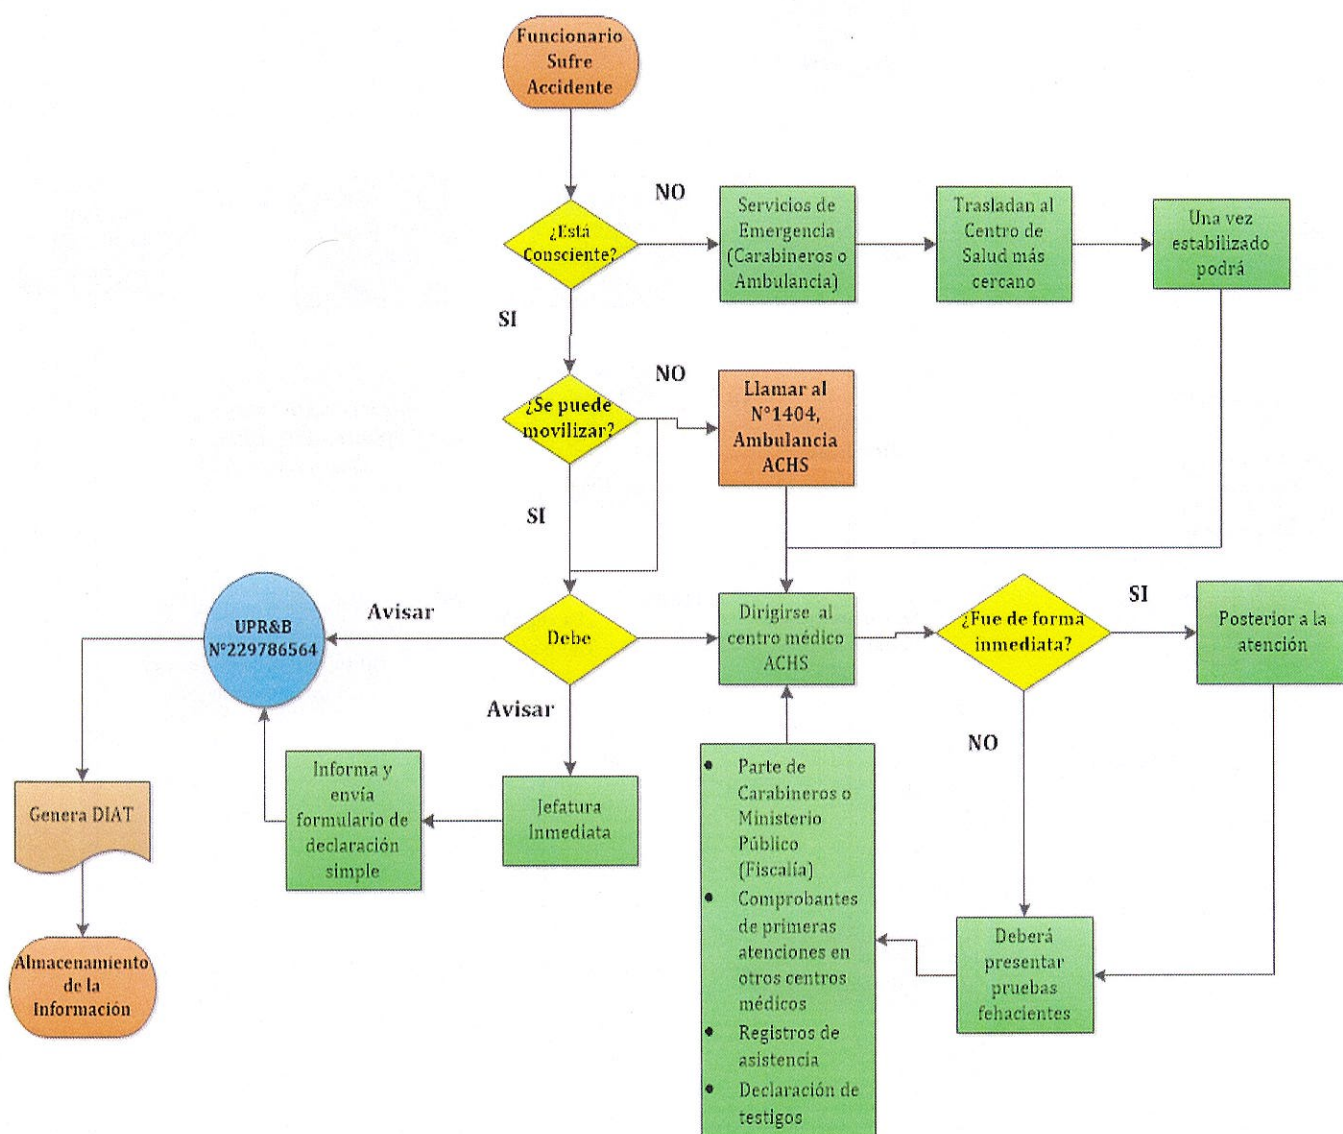 Funcionario
Sufre
Accidente
NO
¿Está
Consciente?
Servicios de
Emergencia
(Carabineros o
Ambulancia)
Trasladan al
Centro de
Salud más
cercano
Una vez
estabilizado
podrá
SI
NO
¿Se puede
movilizar?
Llamar al
N°1404,
Ambulancia
ACHS
SI
Avisar
UPR&B
N°229786564
Debe
Dirigirse al
centro médico
ACHS
¿Fue de forma
inmediata?
SI
Posterior a la
atención
Avisar
NO
Informa y
envía
formulario de
declaración
simple
Jefatura
Inmediata
Genera DIAT
• Parte de
Carabineros o
Ministerio
Público
(Fiscalía)
• Comprobantes
de primeras
atenciones en
otros centros
médicos
• Registros de
asistencia
• Declaración de
testigos
Deberá
presentar
pruebas
fehacientes
Almacenamiento
de la
Información